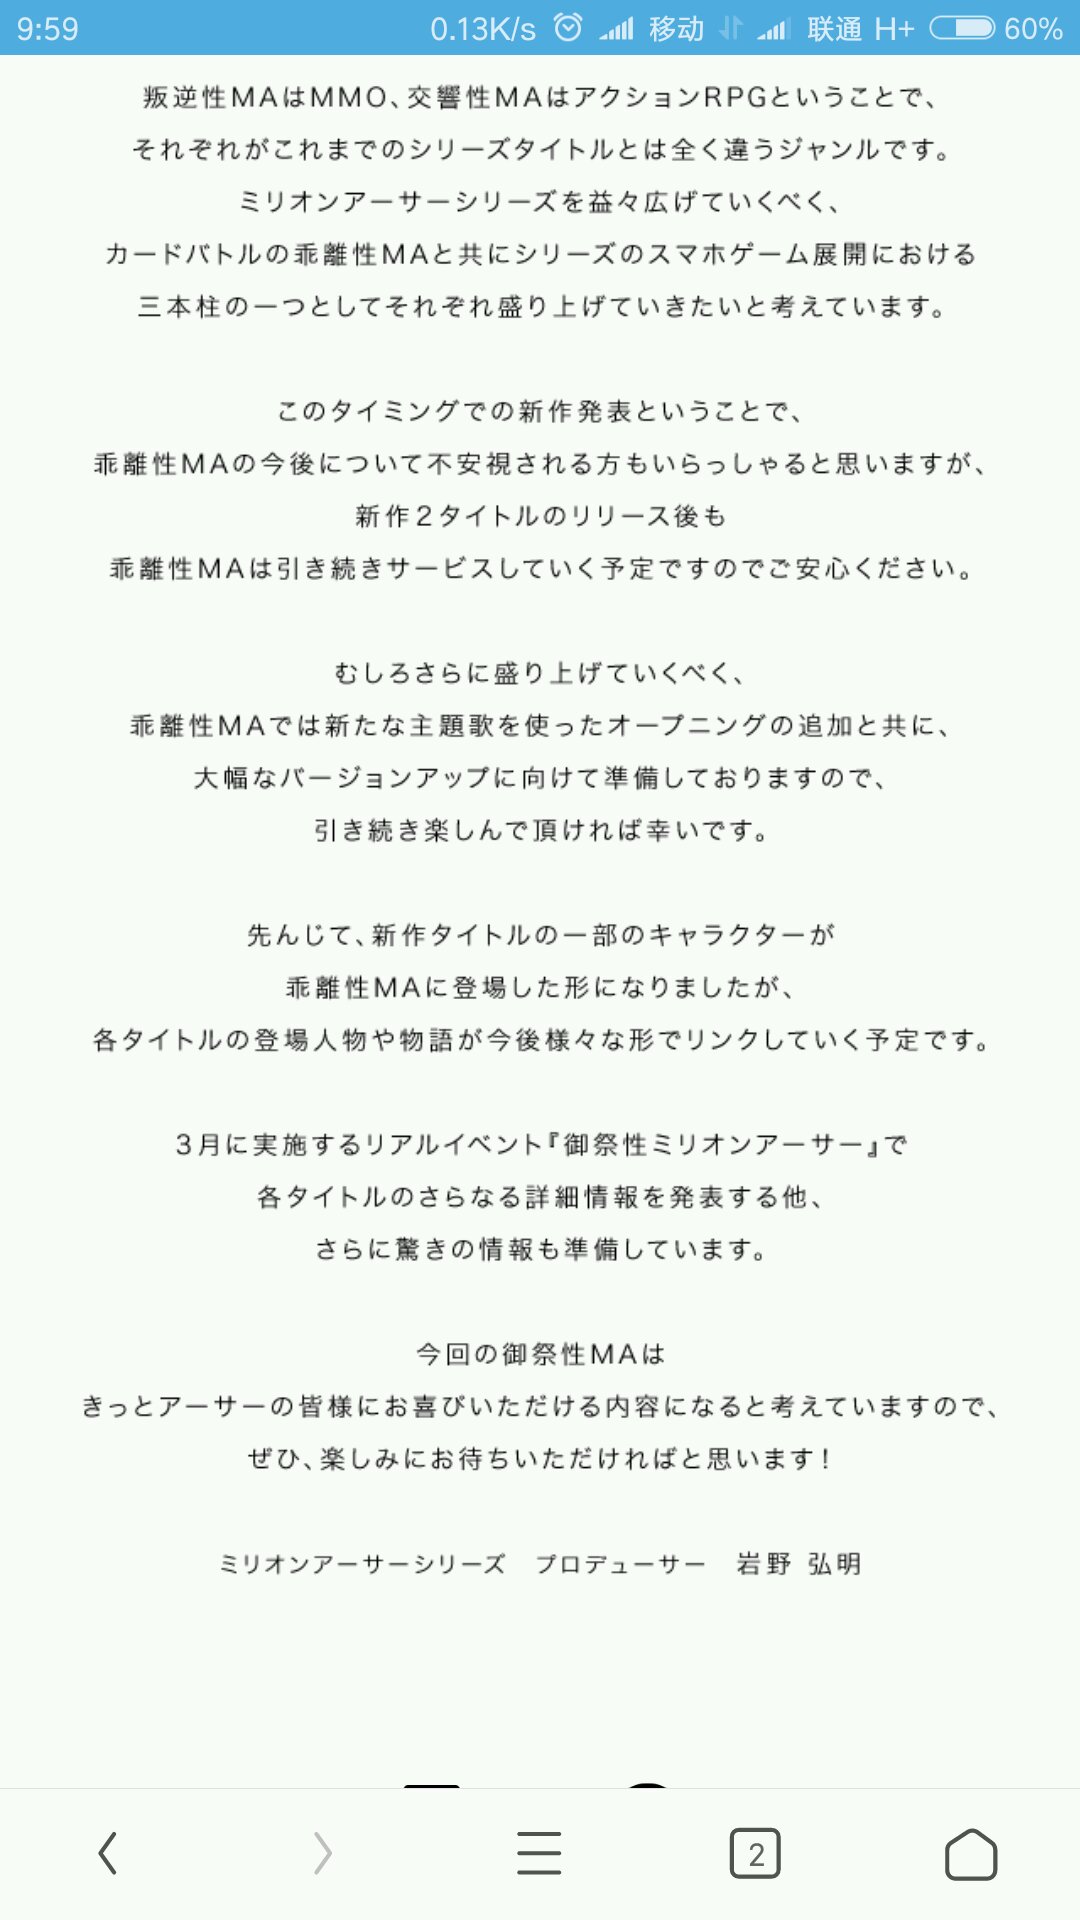 9:59 0.13K/s 移动 联通 H+ 60%
叛逆性MAはMMO、交響性MAはアクションRPGということで、
それぞれがこれまでのシリーズタイトルとは全く違うジャンルです。
ミリオンアーサーシリーズを益々広げていくべく、
カードバトルの乖離性MAと共にシリーズのスマホゲーム展開における
三本柱の一つとしてそれぞれ盛り上げていきたいと考えています。
このタイミングでの新作発表ということで、
乖離性MAの今後について不安視される方もいらっしゃると思いますが、
新作2タイトルのリリース後も
乖離性MAは引き続きサービスしていく予定ですのでご安心ください。
むしろさらに盛り上げていくべく、
乖離性MAでは新たな主題歌を使ったオープニングの追加と共に、
大幅なバージョンアップに向けて準備しておりますので、
引き続き楽しんで頂ければ幸いです。
先んじて、新作タイトルの一部のキャラクターが
乖離性MAに登場した形になりましたが、
各タイトルの登場人物や物語が今後様々な形でリンクしていく予定です。
3月に実施するリアルイベント『御祭性ミリオンアーサー』で
各タイトルのさらなる詳細情報を発表する他、
さらに驚きの情報も準備しています。
今回の御祭性MAは
きっとアーサーの皆様にお喜びいただける内容になると考えていますので、
ぜひ、楽しみにお待ちいただければと思います!
ミリオンアーサーシリーズ プロデューサー 岩野 弘明
2